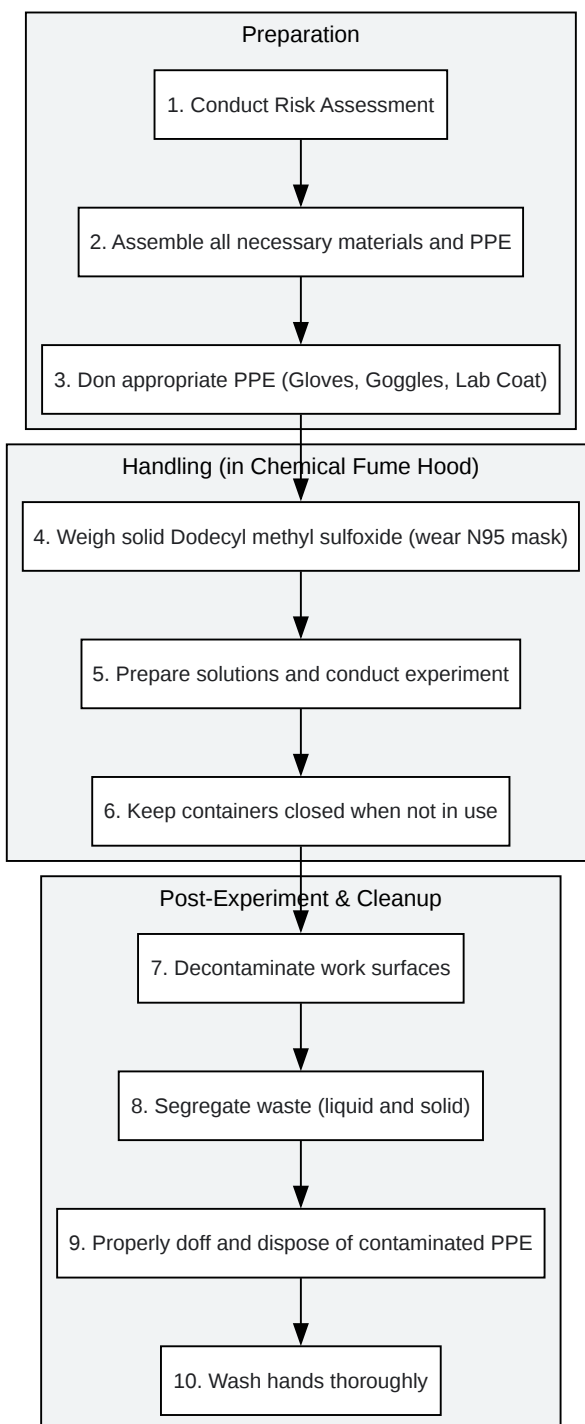 Preparation
1. Conduct Risk Assessment
2. Assemble all necessary materials and PPE
3. Don appropriate PPE (Gloves, Goggles, Lab Coat)
Handling (in Chemical Fume Hood)
4. Weigh solid Dodecyl methyl sulfoxide (wear N95 mask)
5. Prepare solutions and conduct experiment
6. Keep containers closed when not in use
Post-Experiment & Cleanup
7. Decontaminate work surfaces
8. Segregate waste (liquid and solid)
9. Properly doff and dispose of contaminated PPE
10. Wash hands thoroughly